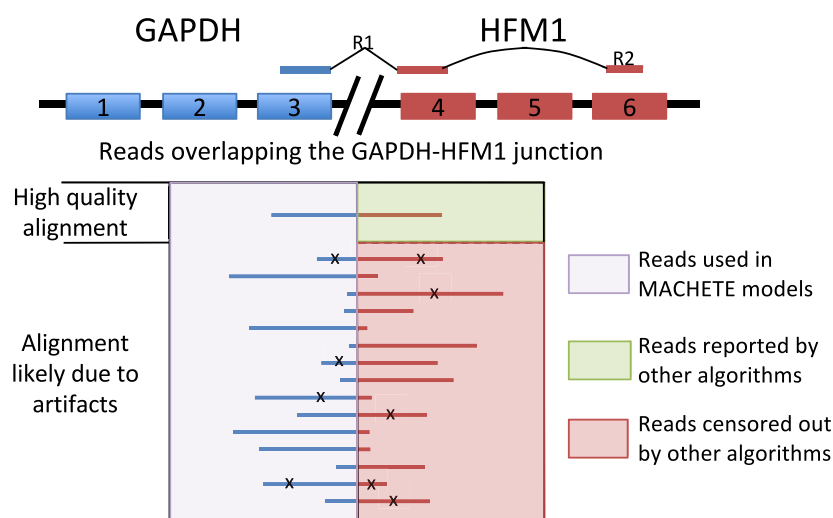 GAPDH
HFM1
R1
R2
1
2
3
4
5
6
Reads overlapping the GAPDH-HFM1 junction
High quality
alignment
x
x
x
x
x
x
x
x
x
Alignment
likely due to
artifacts
Reads used in
MACHETE models
Reads reported by
other algorithms
Reads censored out
by other algorithms